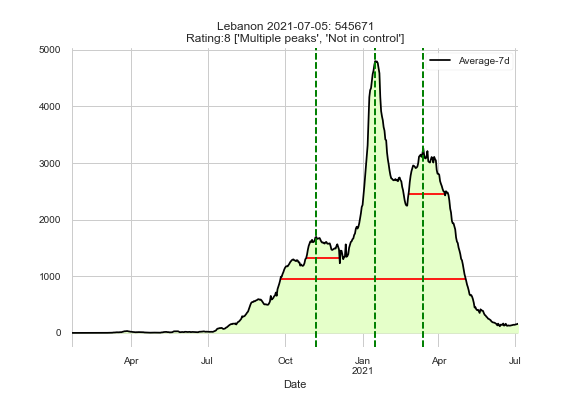 Lebanon 2021-07-05: 545671
Rating:8 ['Multiple peaks', 'Not in control']
Average-7d
5000
4000
3000
2000
1000
0
Apr
Jul
Oct
Jan
2021
Apr
Jul
Date